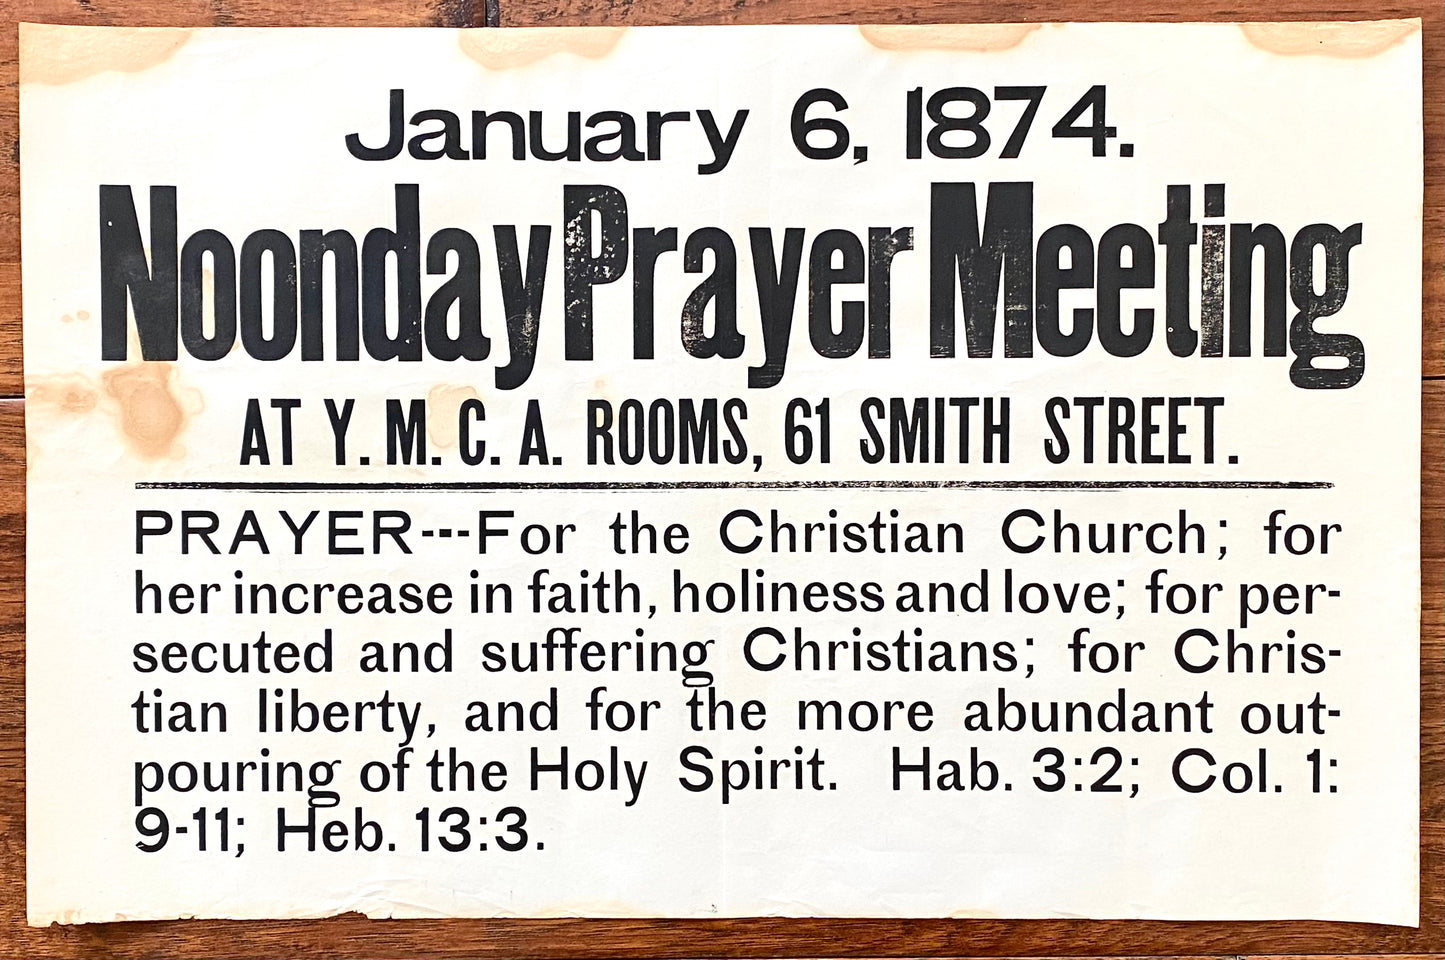 January 6, 1874.
Noonday Prayer Meeting
AT Y. M. C. A. ROOMS, 61 SMITH STREET.
PRAYER---For the Christian Church; for
her increase in faith, holiness and love; for per-
secuted and suffering Christians; for Chris-
tian liberty, and for the more abundant out-
pouring of the Holy Spirit. Hab. 3:2; Col. 1:
9-11; Heb. 13:3.